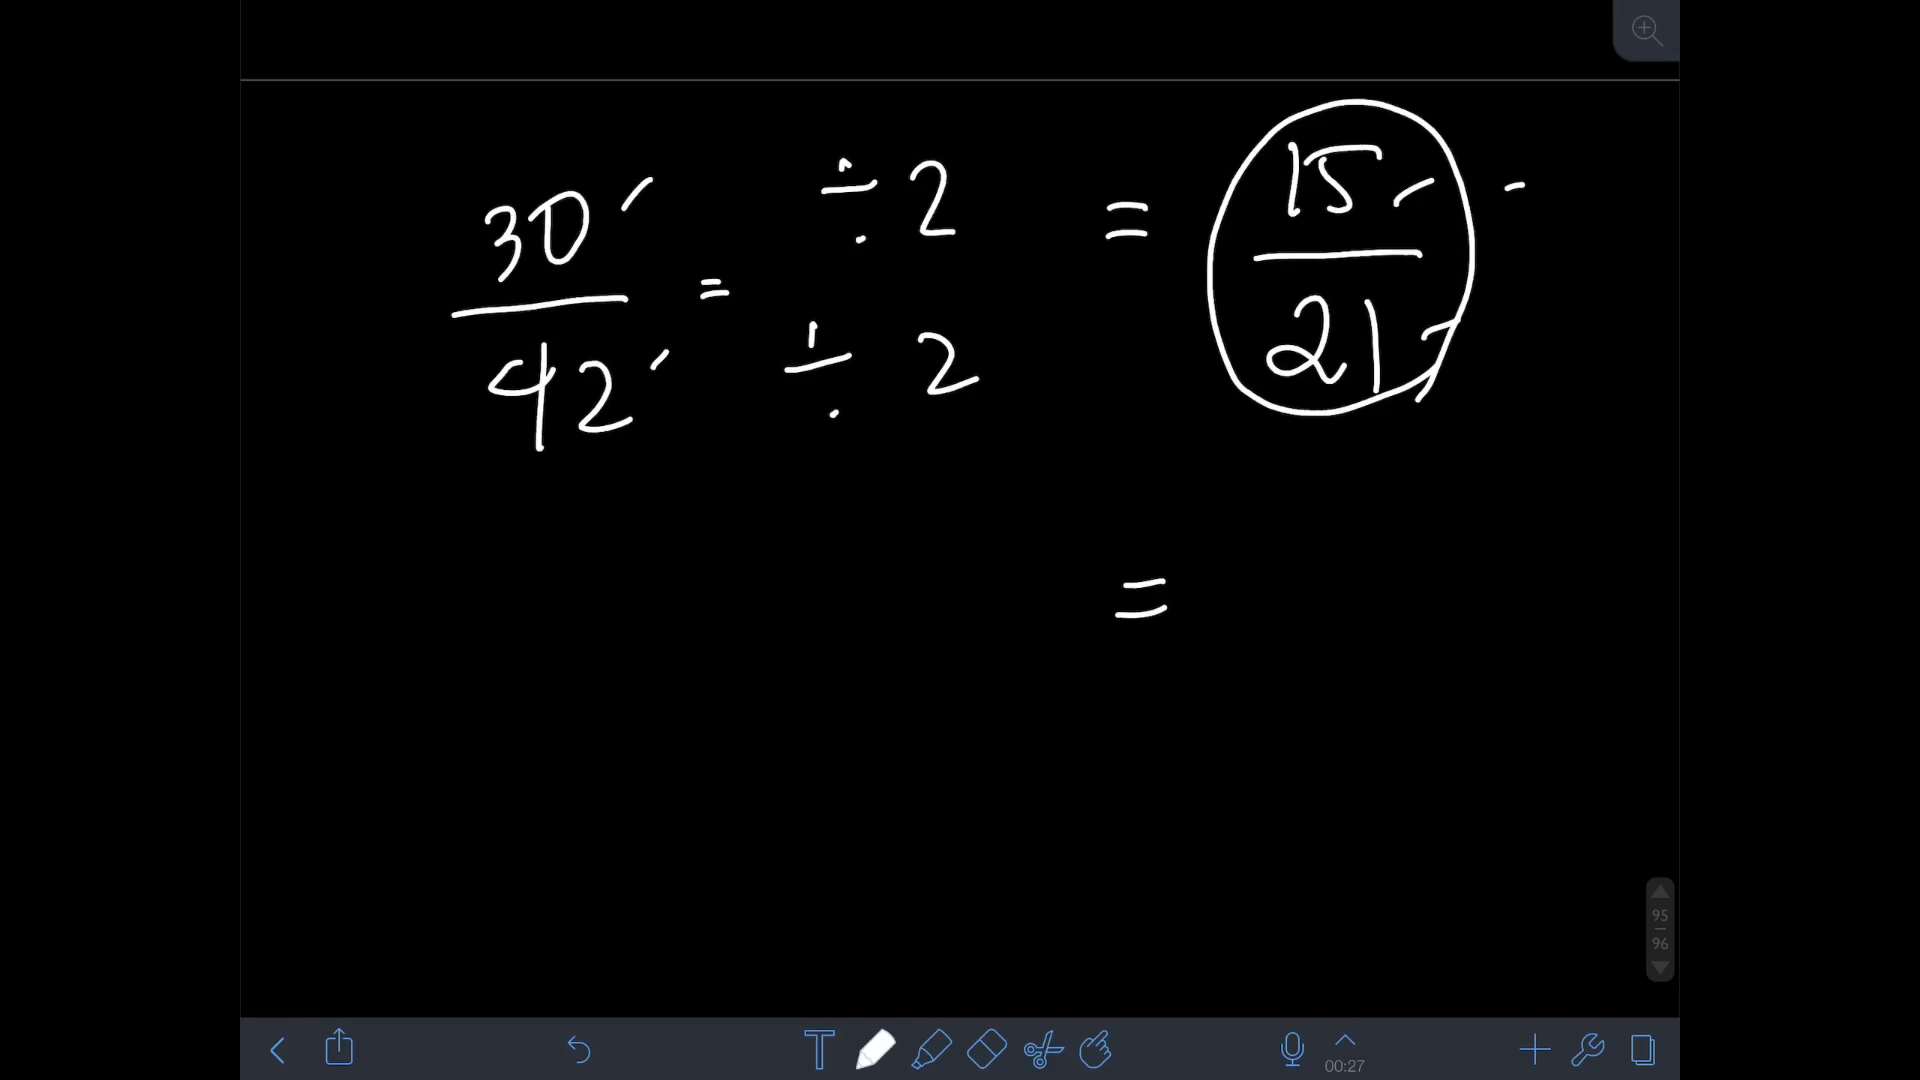 30 ÷ 2 = 15
42 = ÷ 2 21
=
95
96
T
00:27